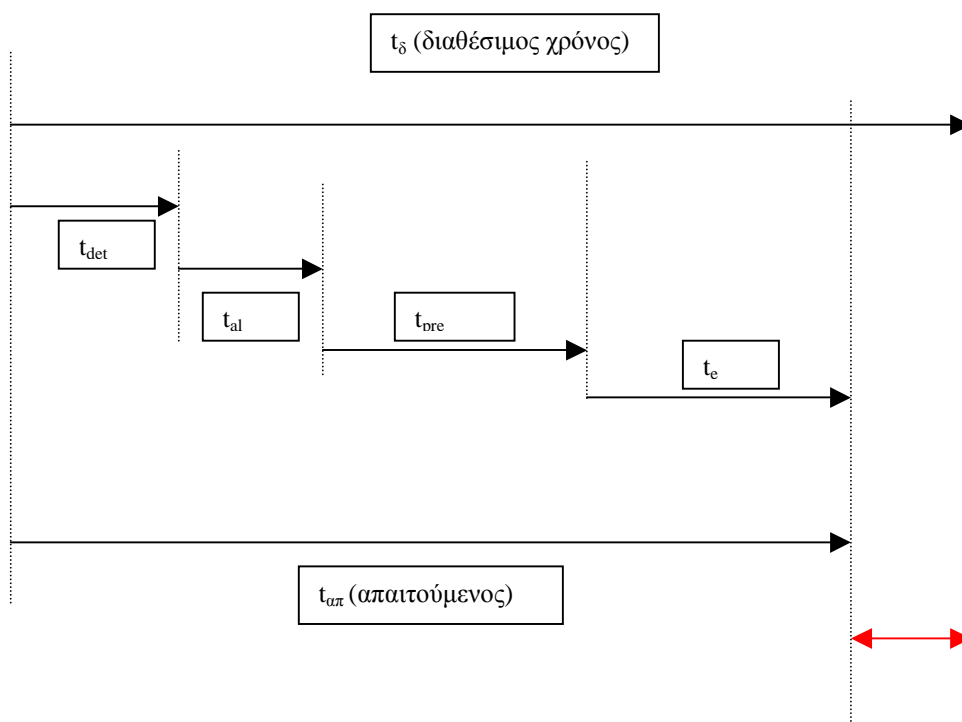 t_δ (διαθέσιμος χρόνος)
t_det
t_al
t_pre
t_e
t_απ (απαιτούμενος)